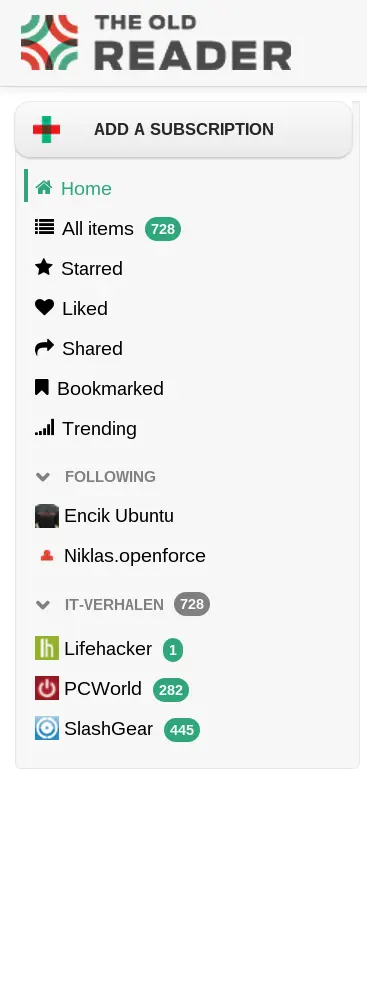 THE OLD
READER
ADD A SUBSCRIPTION
Home
All items 728
Starred
Liked
Shared
Bookmarked
Trending
FOLLOWING
Encik Ubuntu
Niklas.openforce
IT-VERHALEN 728
lh Lifehacker 1
PCWorld 282
SlashGear 445